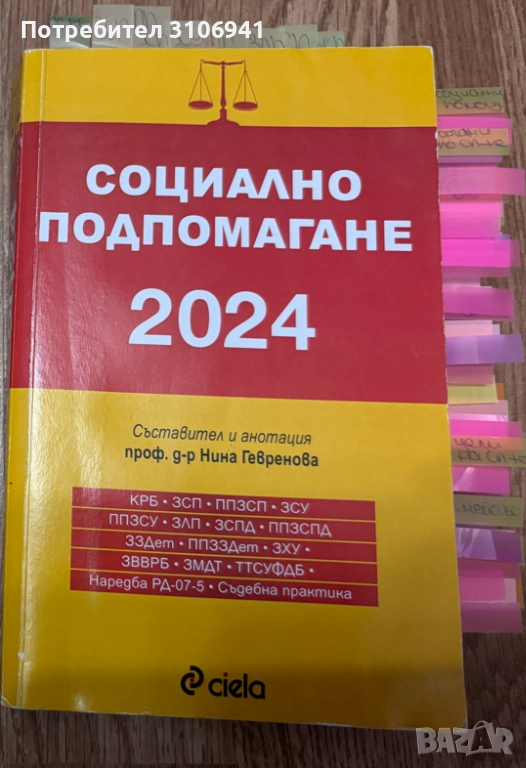 Потребител 3106941
СОЦИАЛНО
ПОДПОМАГАНЕ
2024
Съставител и анотация
проф. д-р Нина Гевренова
КРБ • ЗСП • ППЗСП • ЗСУ
ППЗСУ • ЗЛП • ЗСПД • ППЗСПД
ЗЗДет • ППЗЗДет • ЗХУ •
ЗВВРБ • ЗМДТ • ТТСУФДБ •
Наредба РД-07-5 • Съдебна практика
ciela
BAZAR